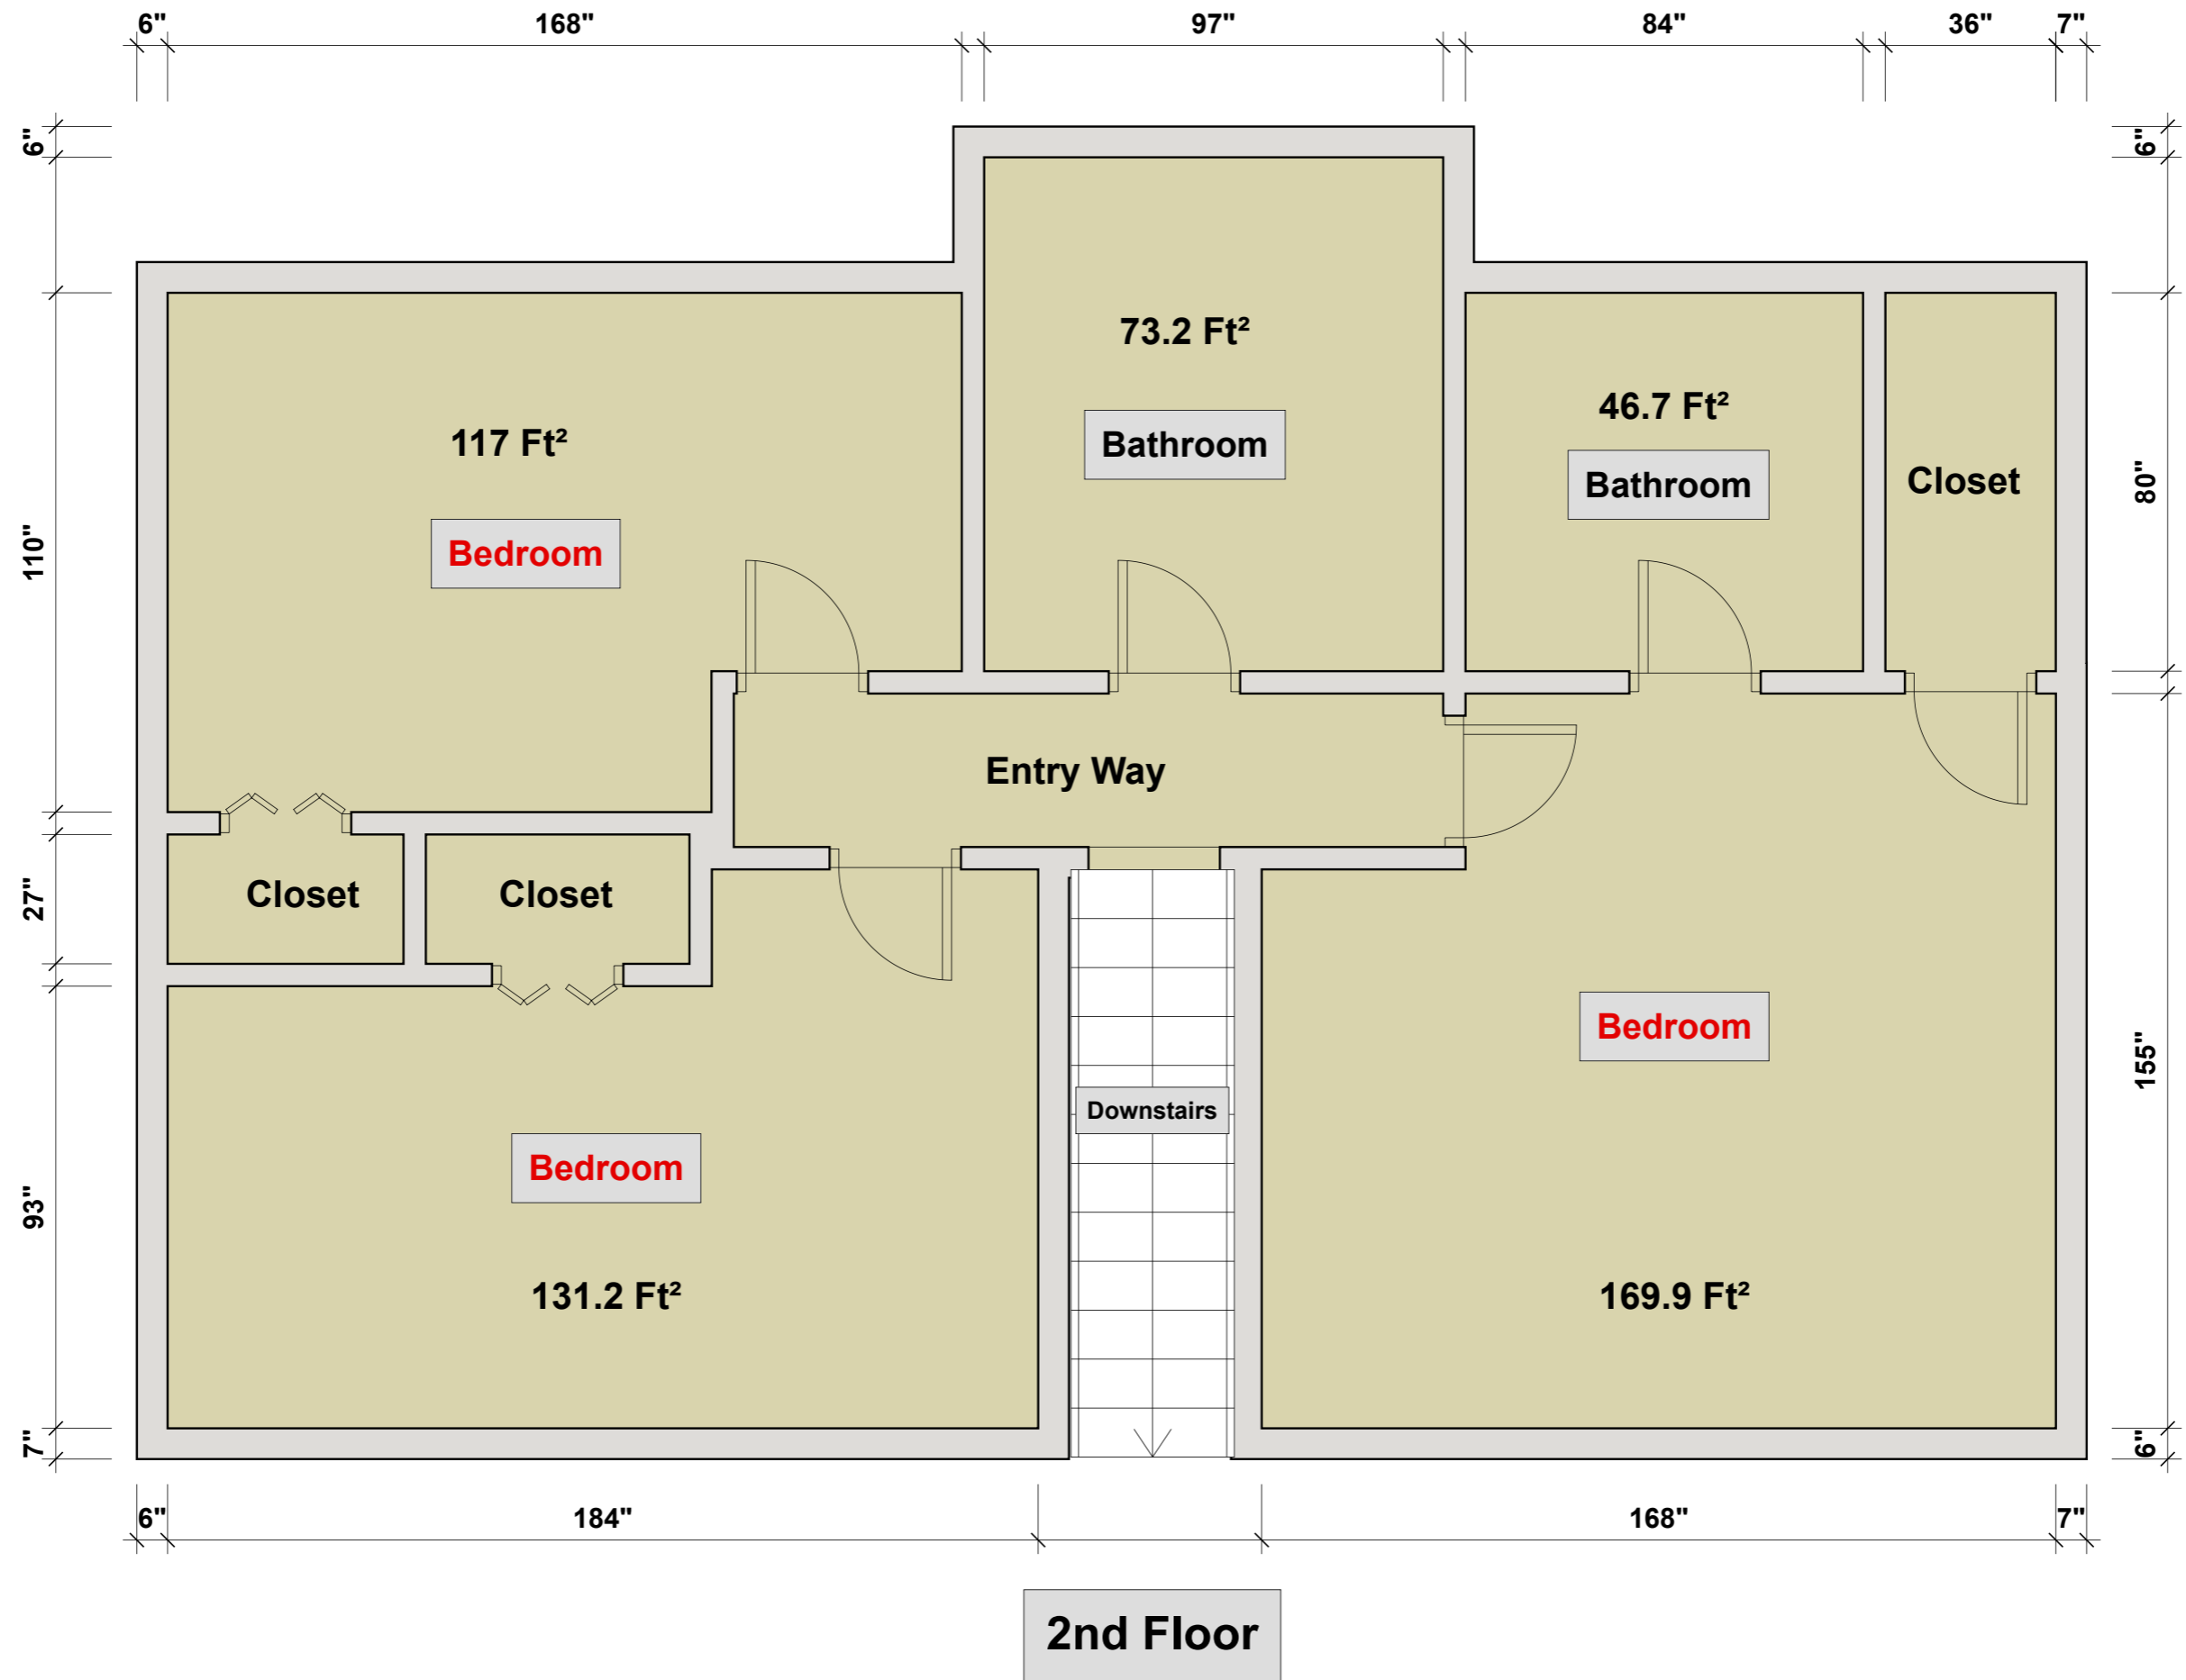 6" 168" 97" 84" 36" 7"
6"
6"
73.2 Ft²
46.7 Ft²
117 Ft²
Bathroom
Bathroom
Closet
80"
110"
Bedroom
Entry Way
27"
Closet
Closet
Bedroom
155"
Downstairs
Bedroom
93"
131.2 Ft²
169.9 Ft²
7"
6"
6" 184" 168" 7"
2nd Floor